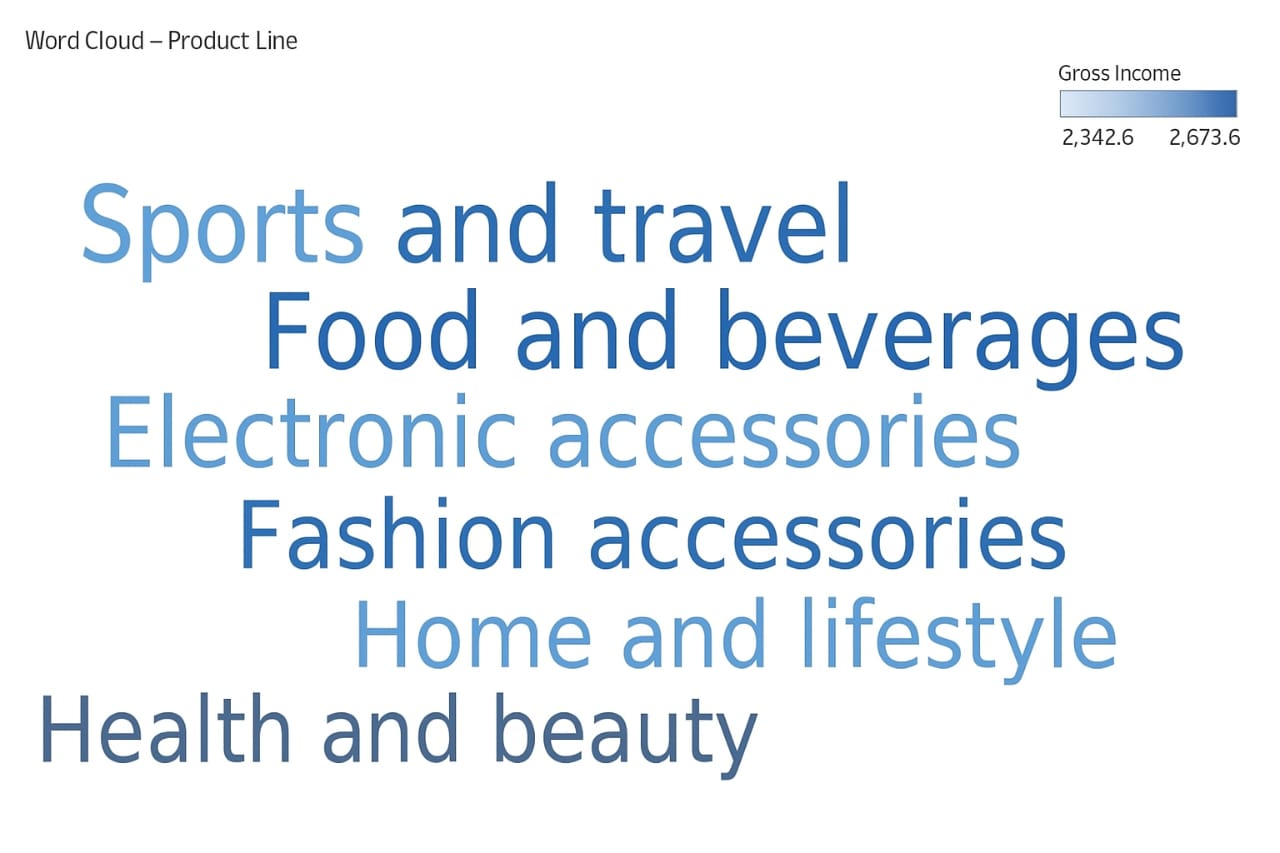 Word Cloud – Product Line
Gross Income
2,342.6 2,673.6
Sports and travel
Food and beverages
Electronic accessories
Fashion accessories
Home and lifestyle
Health and beauty